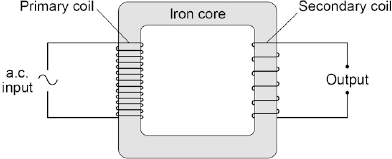 Primary coil
Iron core
Secondary coil
a.c.
input
Output